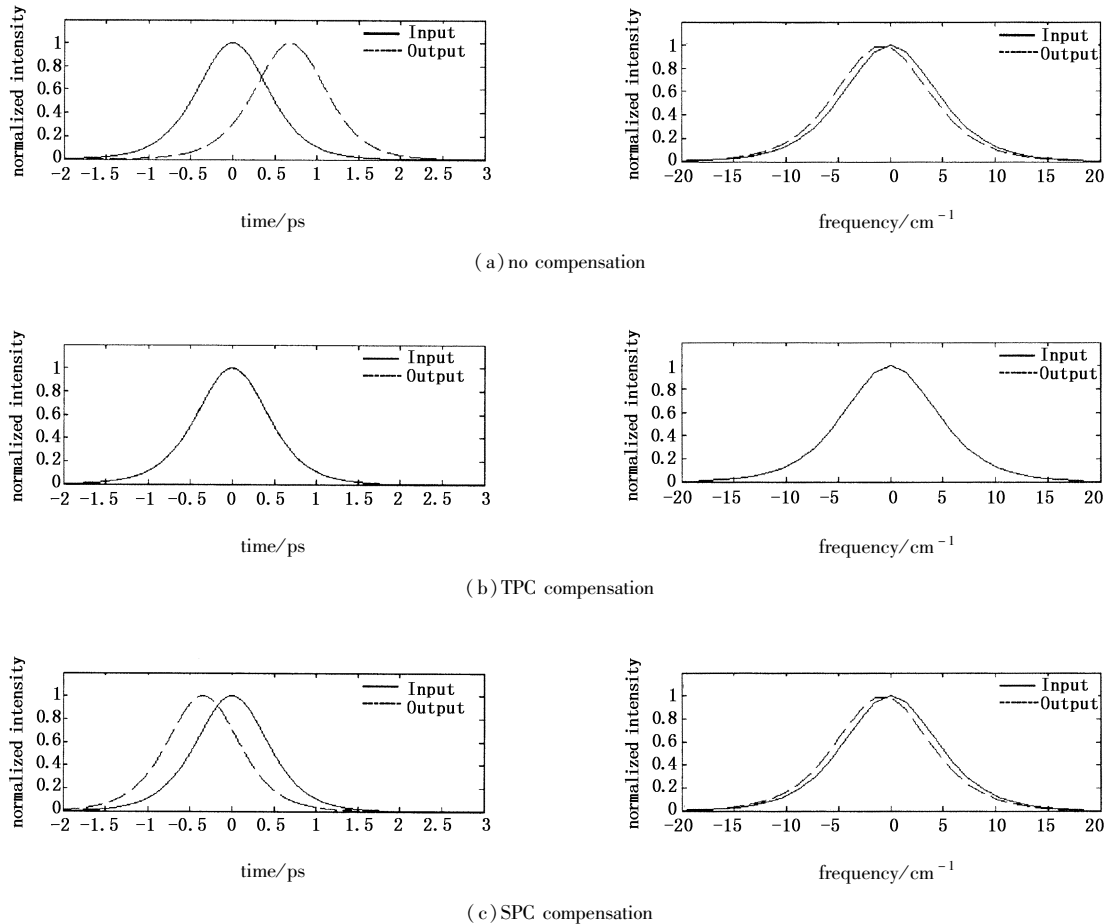 normalized intensity
1
0.8
0.6
0.4
0.2
0
Input
Output
-2 -1.5 -1 -0.5 0 0.5 1 1.5 2 2.5 3
time/ps
normalized intensity
1
0.8
0.6
0.4
0.2
0
Input
Output
-20 -15 -10 -5 0 5 10 15 20
frequency/cm⁻¹
(a) no compensation
normalized intensity
1
0.8
0.6
0.4
0.2
0
Input
Output
-2 -1.5 -1 -0.5 0 0.5 1 1.5 2 2.5 3
time/ps
normalized intensity
1
0.8
0.6
0.4
0.2
0
Input
Output
-20 -15 -10 -5 0 5 10 15 20
frequency/cm⁻¹
(b) TPC compensation
normalized intensity
1
0.8
0.6
0.4
0.2
0
Input
Output
-2 -1.5 -1 -0.5 0 0.5 1 1.5 2 2.5 3
time/ps
normalized intensity
1
0.8
0.6
0.4
0.2
0
Input
Output
-20 -15 -10 -5 0 5 10 15 20
frequency/cm⁻¹
(c) SPC compensation